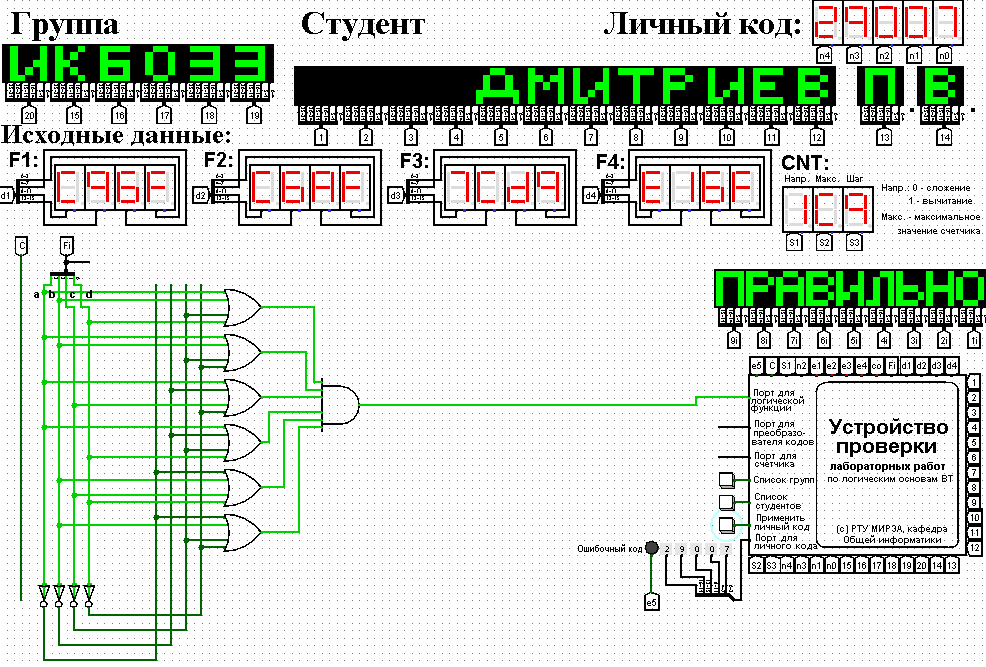 Группа Студент Личный код: 29007
n4 n3 n2 n1 n0
ИКБО33 ДМИТРИЕВ П.В.
20 15 16 17 18 19 1 2 3 4 5 6 7 8 9 10 11 12 13 14
Исходные данные:
F1: F2: F3: F4: CNT:
Напр. Макс. Шаг
d1 C96F d2 C6AF d3 7Cd9 d4 E16F 1C9
Напр.: 0 - сложение
1 - вычитание
Макс. - максимальное
значение счетчика.
S1 S2 S3
C Fi
a b c d
ПРАВИЛЬНО
9i 8i 7i 6i 5i 4i 3i 2i 1i
e5 C S1 n2 e1 e2 e3 e4 co Fi d1 d2 d3 d4
1
2
3
4
5
6
7
8
9
10
11
12
Порт для
логической
функции
Порт для
преобразо-
вателя кодов
Порт для
счетчика
Список групп
Список
студентов
Применить
личный код
Порт для
личного кода
Устройство
проверки
лабораторных работ
по логическим основам ВТ
(c) РТУ МИРЭА, кафедра
Общей информатики
Ошибочный код 2 9 0 0 7
S2 S3 n4 n3 n1 n0 15 16 17 18 19 20 14 13
e5